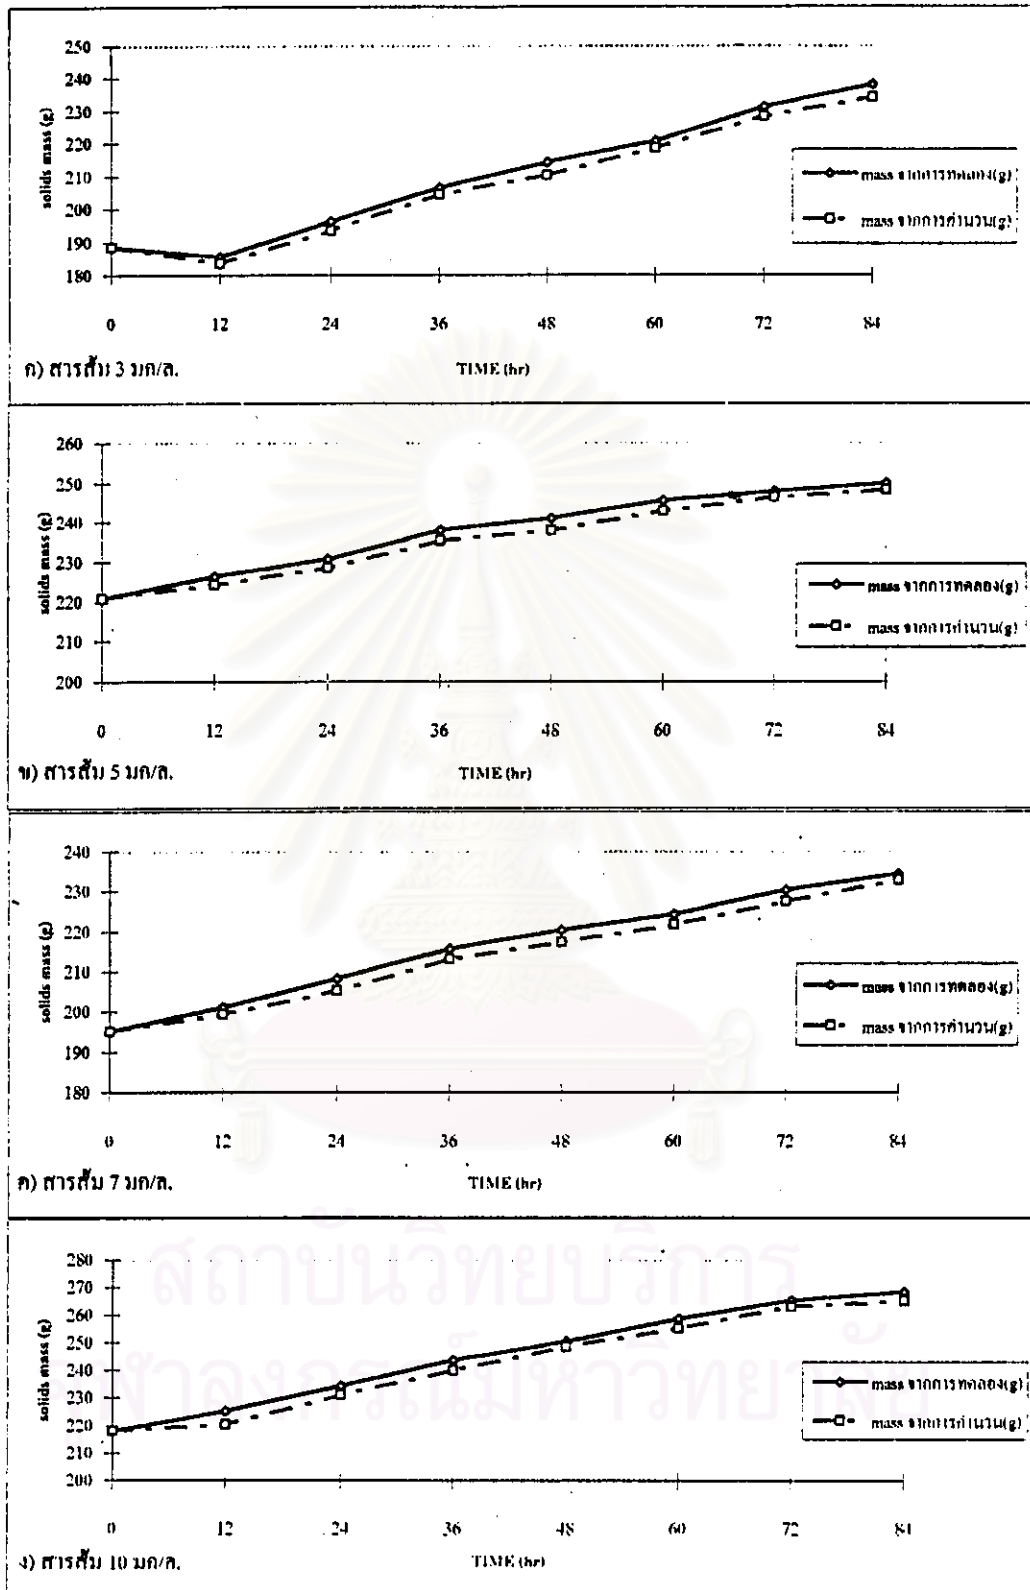 250
240
230
220
210
200
190
180
solids mass (g)
0 12 24 36 48 60 72 84
TIME (hr)
mass จากการทดลอง(g)
mass จากการคำนวน(g)
ก) สารส้ม 3 มก/ล.
260
250
240
230
220
210
200
solids mass (g)
0 12 24 36 48 60 72 84
TIME (hr)
mass จากการทดลอง(g)
mass จากการคำนวน(g)
ข) สารส้ม 5 มก/ล.
240
230
220
210
200
190
180
solids mass (g)
0 12 24 36 48 60 72 84
TIME (hr)
mass จากการทดลอง(g)
mass จากการคำนวน(g)
ค) สารส้ม 7 มก/ล.
280
270
260
250
240
230
220
210
200
solids mass (g)
0 12 24 36 48 60 72 84
TIME (hr)
mass จากการทดลอง(g)
mass จากการคำนวน(g)
ง) สารส้ม 10 มก/ล.
สถาบันวิทยบริการ
จุฬาลงกรณ์มหาวิทยาลัย